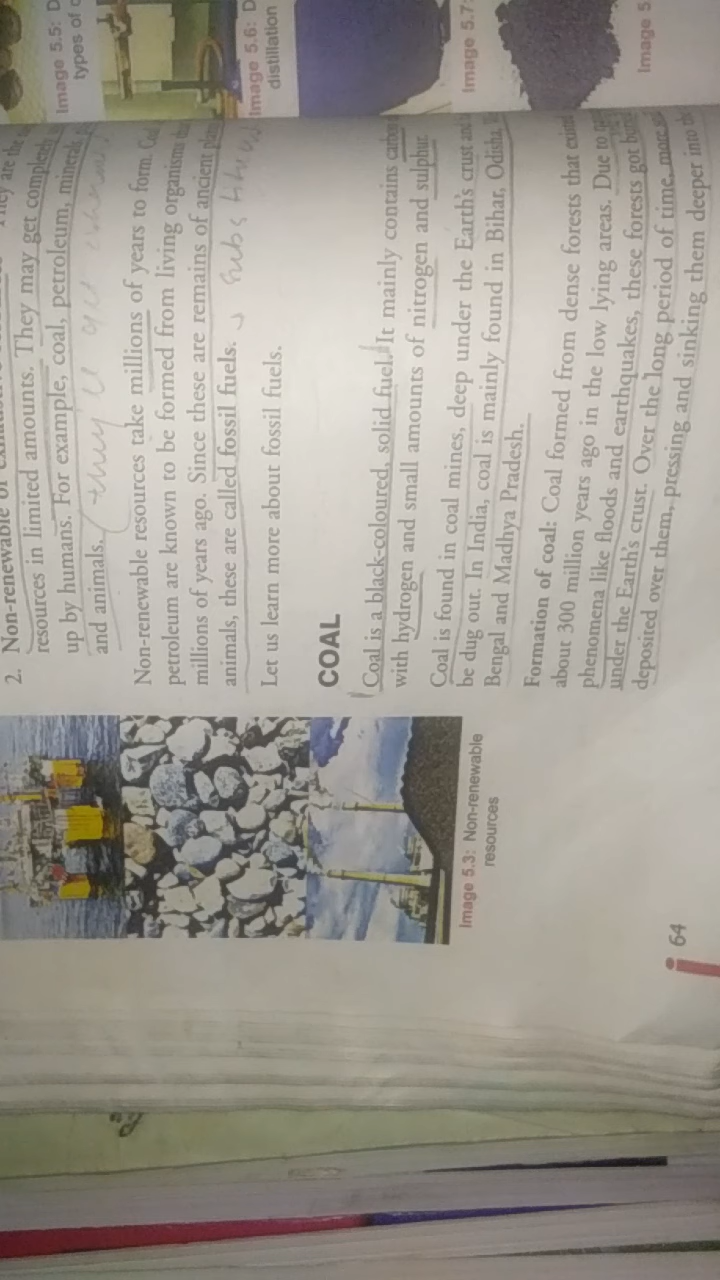 2. Non-renewable or
resources in limited amounts. They may get completely
up by humans. For example, coal, petroleum, minerals,
and animals. (they'll
Non-renewable resources take millions of years to form.
petroleum are known to be formed from living organisms
millions of years ago. Since these are remains of ancient
animals, these are called fossil fuels.
Let us learn more about fossil fuels.
COAL
Coal is a black-coloured, solid fuel. It mainly contains carbon
with hydrogen and small amounts of nitrogen and sulphur.
Coal is found in coal mines, deep under the Earth's crust and
be dug out. In India, coal is mainly found in Bihar, Odisha,
Bengal and Madhya Pradesh.
Formation of coal: Coal formed from dense forests that
about 300 million years ago in the low lying areas. Due to
phenomena like floods and earthquakes, these forests got
under the Earth's crust. Over the long period of time, more
deposited over them, pressing and sinking them deeper into
Image 5.3: Non-renewable
resources
64
Image 5.5: D
types of c
Image 5.6: D
distillation
Image 5.7:
Image 5